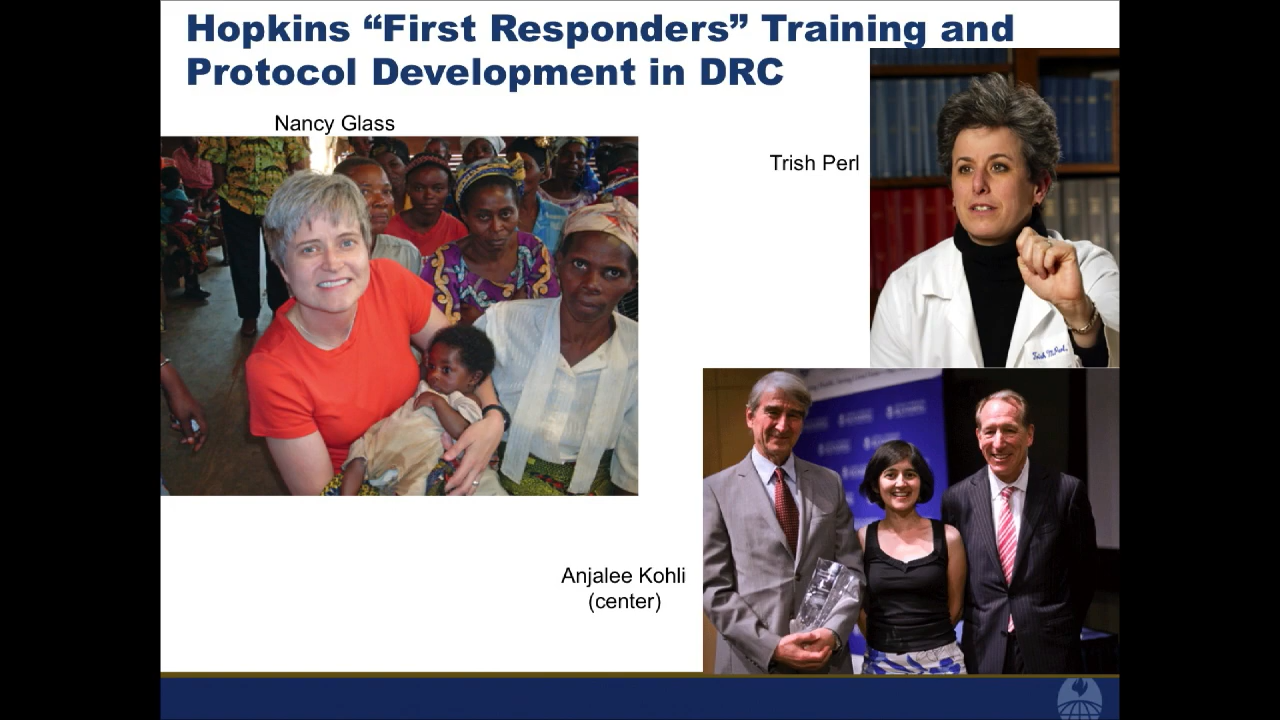 Hopkins “First Responders” Training and
Protocol Development in DRC
Nancy Glass
Trish Perl
Anjalee Kohli
(center)